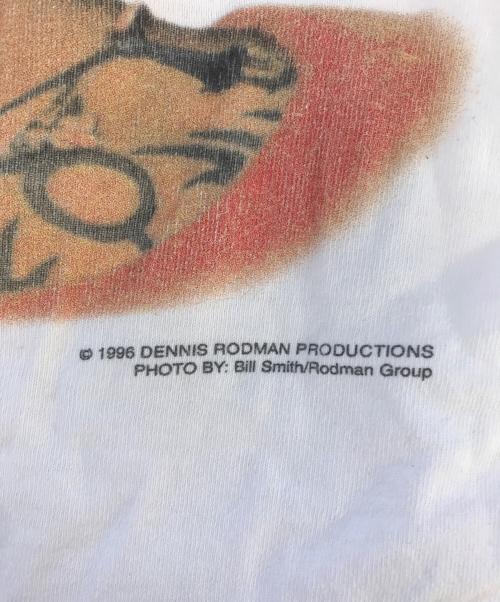 © 1996 DENNIS RODMAN PRODUCTIONS
PHOTO BY: Bill Smith/Rodman Group